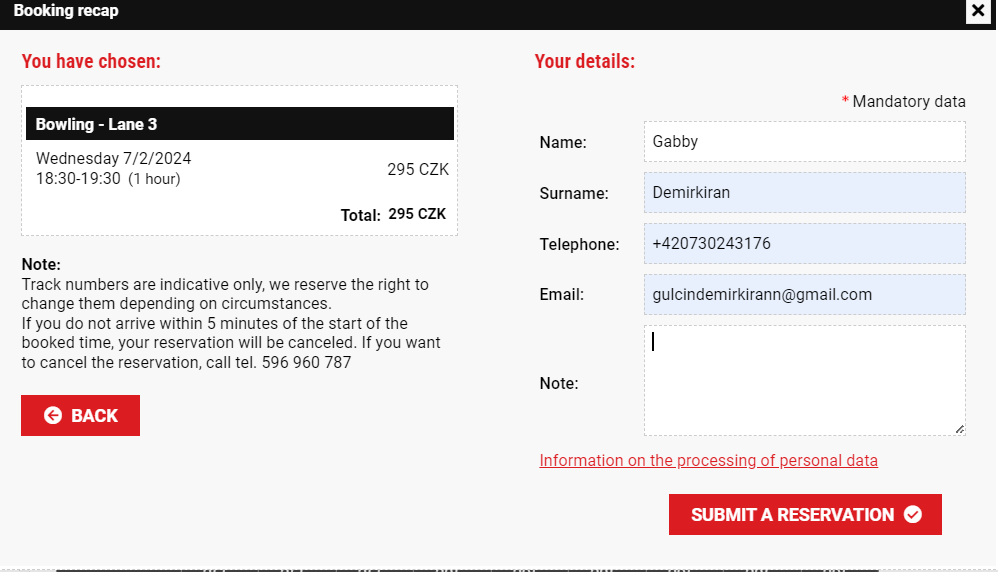 Booking recap
You have chosen:
Bowling - Lane 3
Wednesday 7/2/2024
18:30-19:30 (1 hour)
295 CZK
Total: 295 CZK
Note:
Track numbers are indicative only, we reserve the right to
change them depending on circumstances.
If you do not arrive within 5 minutes of the start of the
booked time, your reservation will be canceled. If you want
to cancel the reservation, call tel. 596 960 787
BACK
Your details:
* Mandatory data
Name: Gabby
Surname: Demirkiran
Telephone: +420730243176
Email: gulcindemirkirann@gmail.com
Note:
Information on the processing of personal data
SUBMIT A RESERVATION